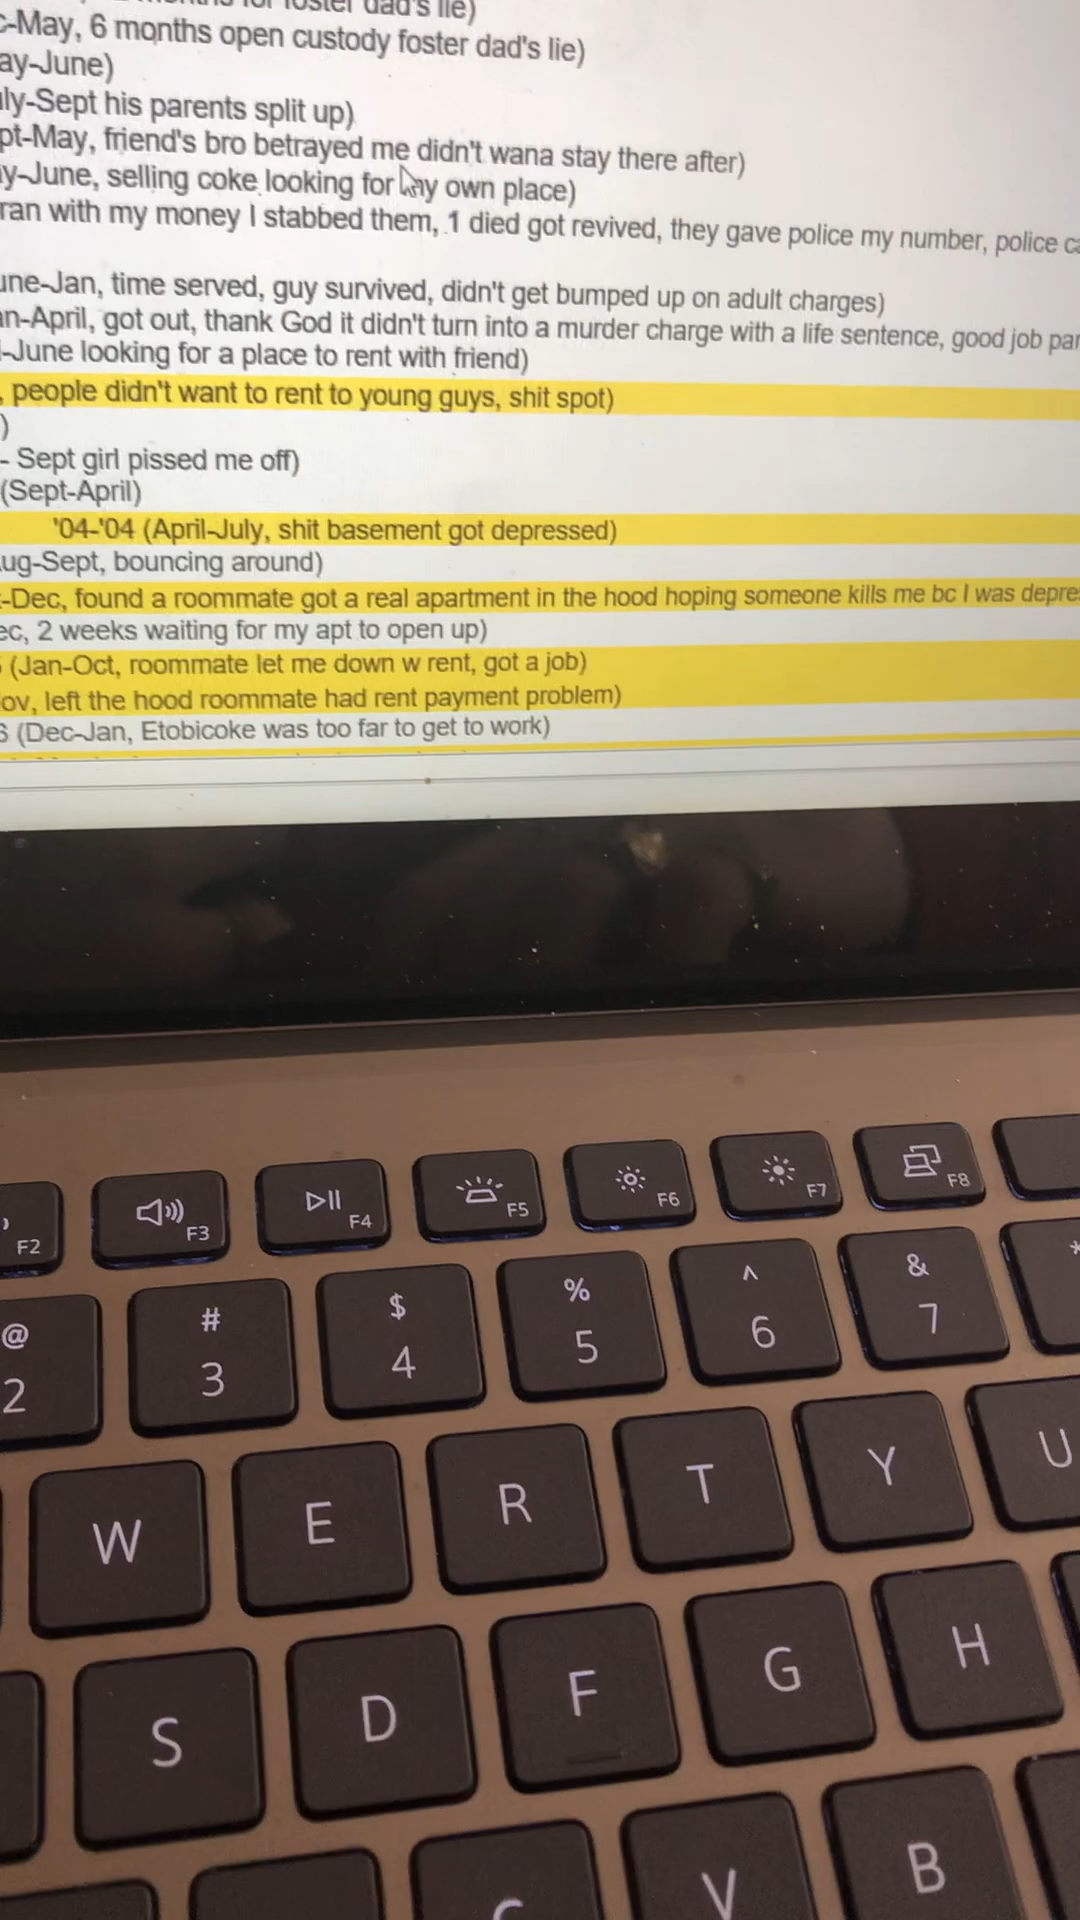 foster dad's lie)
-May, 6 months open custody foster dad's lie)
ay-June)
ly-Sept his parents split up)
pt-May, friend's bro betrayed me didn't wana stay there after)
y-June, selling coke looking for my own place)
ran with my money I stabbed them, 1 died got revived, they gave police my number, police ca
une-Jan, time served, guy survived, didn't get bumped up on adult charges)
n-April, got out, thank God it didn't turn into a murder charge with a life sentence, good job par
-June looking for a place to rent with friend)
, people didn't want to rent to young guys, shit spot)
)
- Sept girl pissed me off)
(Sept-April)
'04-'04 (April-July, shit basement got depressed)
ug-Sept, bouncing around)
-Dec, found a roommate got a real apartment in the hood hoping someone kills me bc I was depre
ec, 2 weeks waiting for my apt to open up)
(Jan-Oct, roommate let me down w rent, got a job)
ov, left the hood roommate had rent payment problem)
6 (Dec-Jan, Etobicoke was too far to get to work)
F2 F3 F4 F5 F6 F7 F8
@ # $ % ^ & *
2 3 4 5 6 7
W E R T Y U
S D F G H
C V B